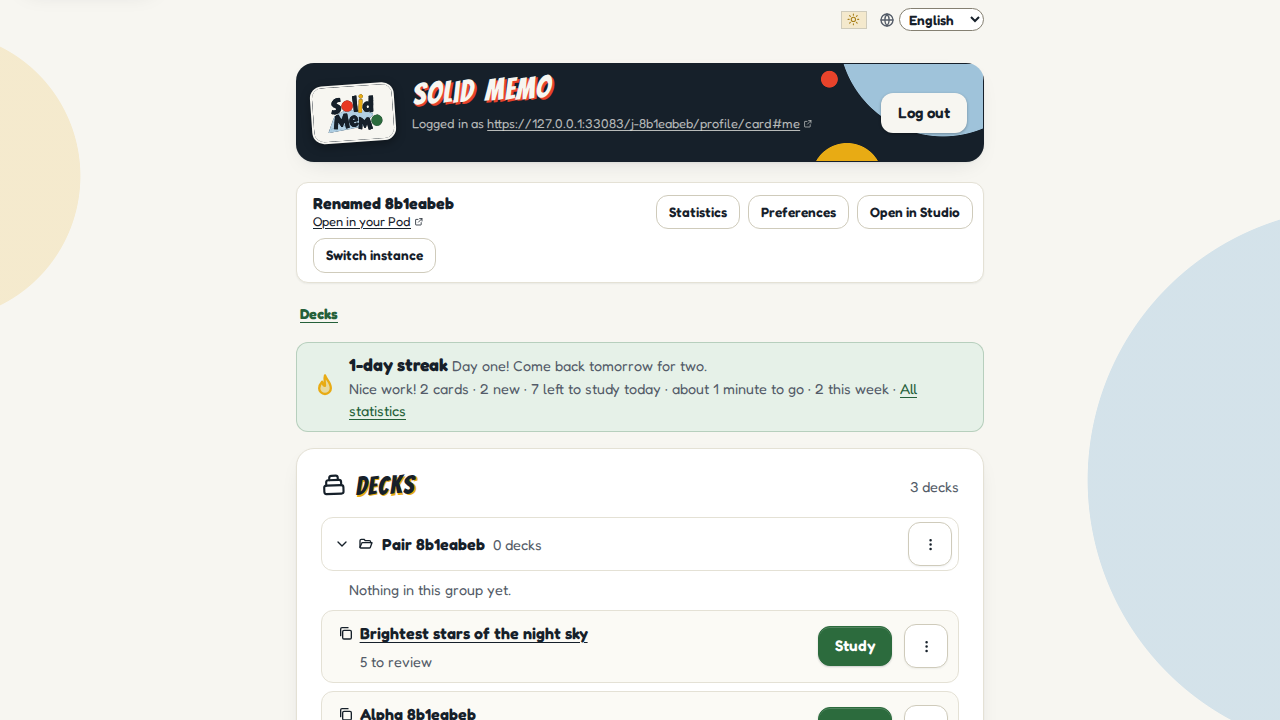 English
Solid Memo
SOLID MEMO
Logged in as https://127.0.0.1:33083/j-8b1eabeb/profile/card#me
Log out
Renamed 8b1eabeb
Open in your Pod
Statistics
Preferences
Open in Studio
Switch instance
Decks
1-day streak Day one! Come back tomorrow for two.
Nice work! 2 cards · 2 new · 7 left to study today · about 1 minute to go · 2 this week · All
statistics
DECKS
3 decks
Pair 8b1eabeb 0 decks
Nothing in this group yet.
Brightest stars of the night sky
5 to review
Study
Alpha 8b1eabeb